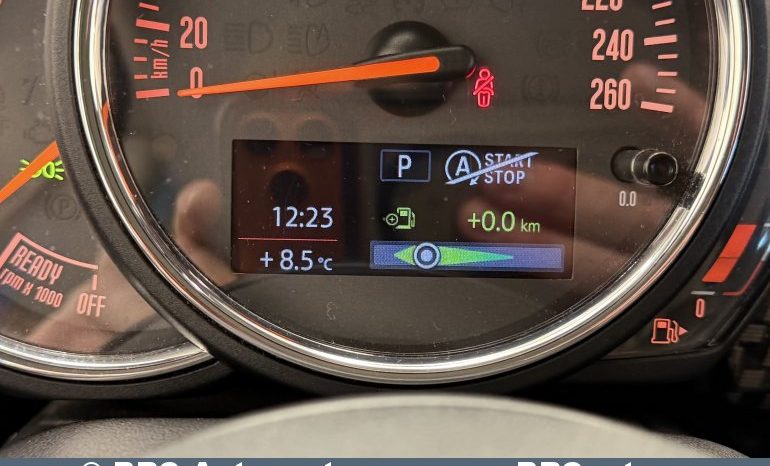 220
20
240
km/h
0
260
P
A START
STOP
0.0
12:23
+0.0 km
READY
rpm x 1000
OFF
+ 8.5°C
0